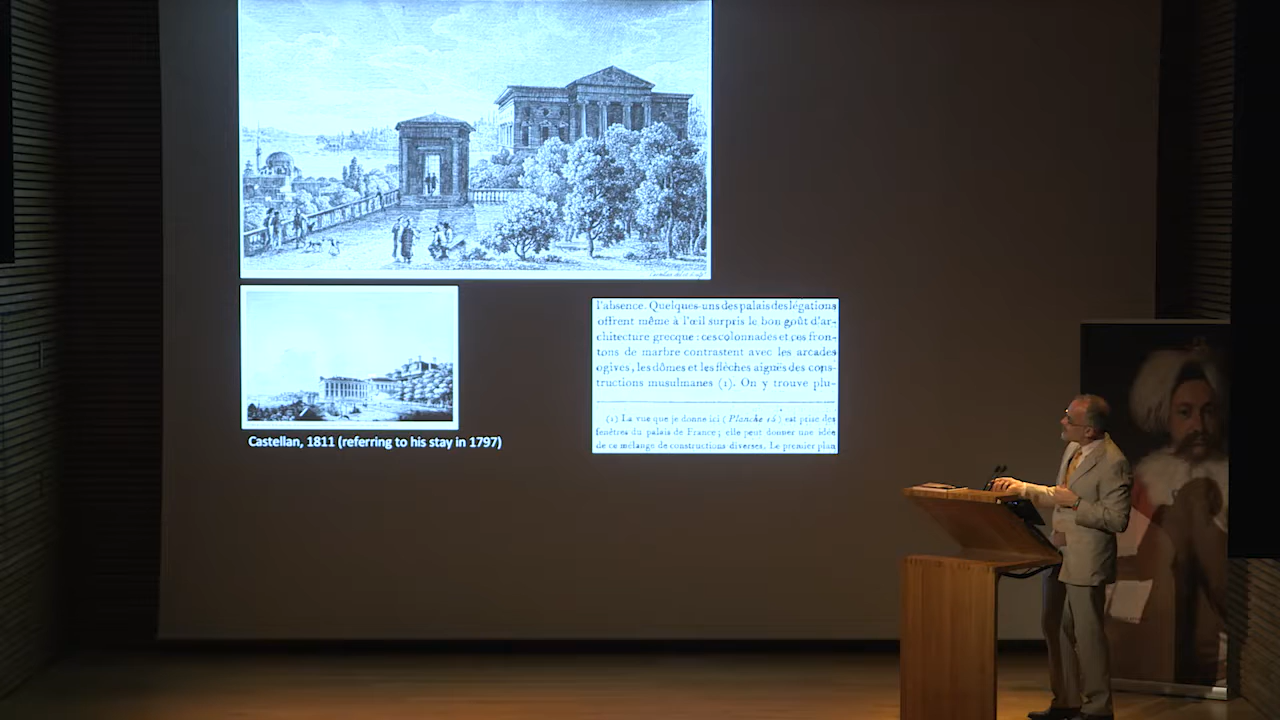 Castellan, 1811 (referring to his stay in 1797)
l'absence. Quelques-uns des palais des légations
offrent même à l'œil surpris le bon goût d'ar-
chitecture grecque : ces colonnades et ces fron-
tons de marbre contrastent avec les arcades
ogives, les dômes et les flèches aiguës des cons-
tructions musulmanes (1). On y trouve plu-
(1) La vue que je donne ici (Planche 14) est prise des
fenêtres du palais de France ; elle peut donner une idée
de ce mélange de constructions diverses. Le premier plan